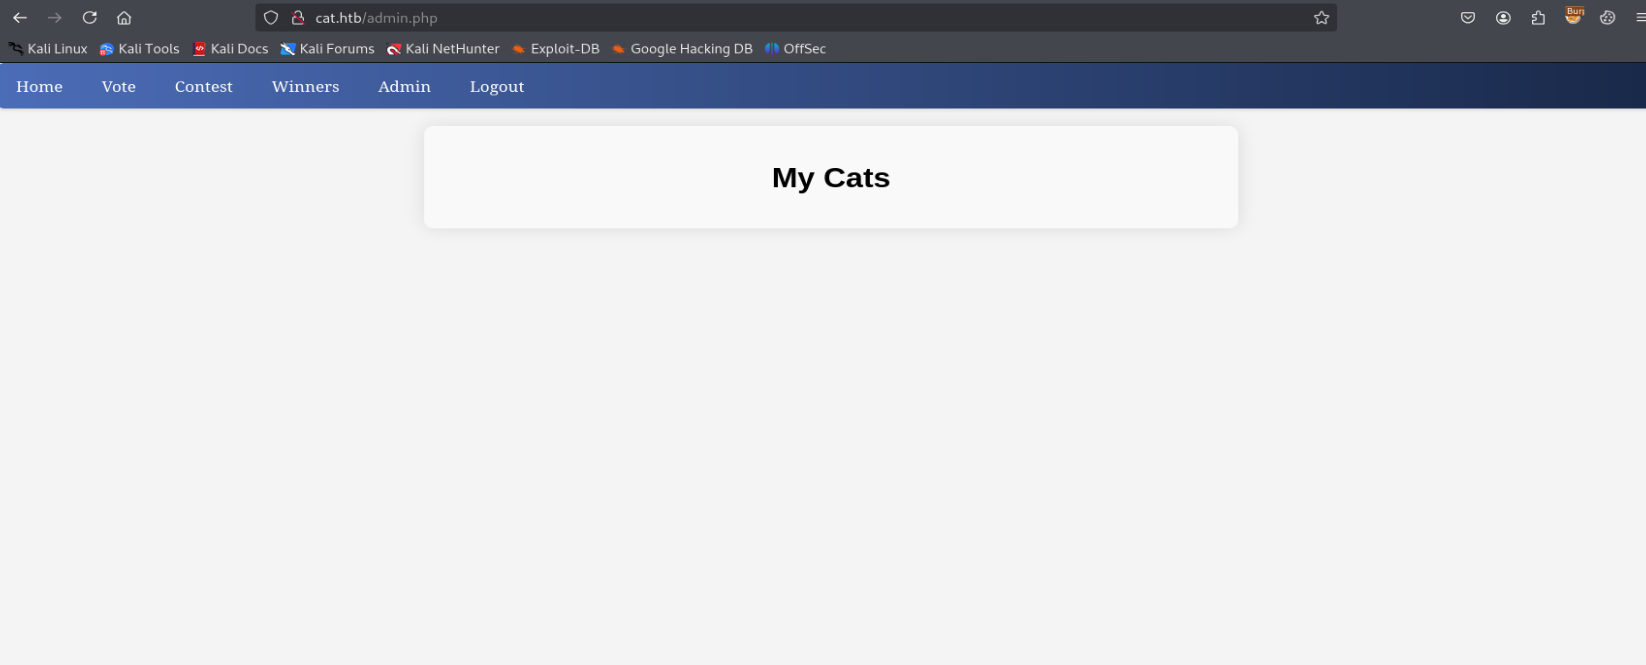 cat.htb/admin.php
Burj
Kali Linux Kali Tools Kali Docs Kali Forums Kali NetHunter Exploit-DB Google Hacking DB OffSec
Home Vote Contest Winners Admin Logout
My Cats